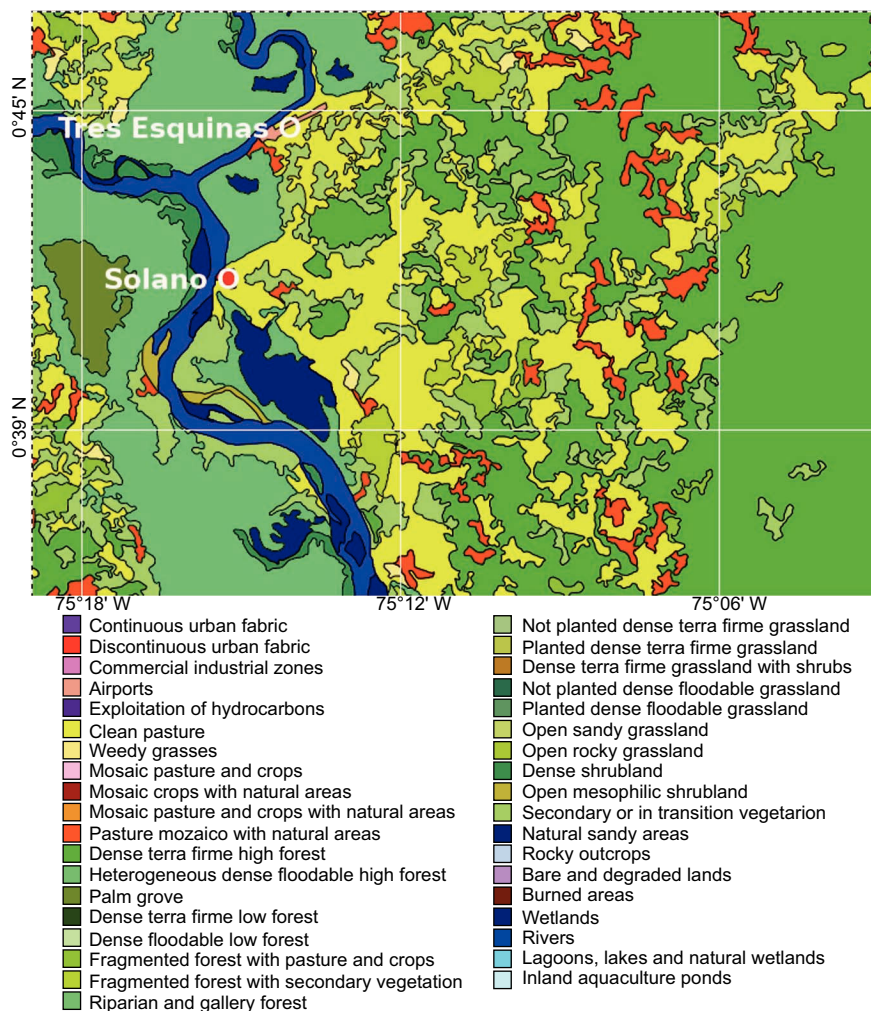 0°45' N
Tres Esquinas O
Solano O
0°39' N
75°18' W
75°12' W
75°06' W
Continuous urban fabric
Discontinuous urban fabric
Commercial industrial zones
Airports
Exploitation of hydrocarbons
Clean pasture
Weedy grasses
Mosaic pasture and crops
Mosaic crops with natural areas
Mosaic pasture and crops with natural areas
Pasture mozaico with natural areas
Dense terra firme high forest
Heterogeneous dense floodable high forest
Palm grove
Dense terra firme low forest
Dense floodable low forest
Fragmented forest with pasture and crops
Fragmented forest with secondary vegetation
Riparian and gallery forest
Not planted dense terra firme grassland
Planted dense terra firme grassland
Dense terra firme grassland with shrubs
Not planted dense floodable grassland
Planted dense floodable grassland
Open sandy grassland
Open rocky grassland
Dense shrubland
Open mesophilic shrubland
Secondary or in transition vegetarion
Natural sandy areas
Rocky outcrops
Bare and degraded lands
Burned areas
Wetlands
Rivers
Lagoons, lakes and natural wetlands
Inland aquaculture ponds